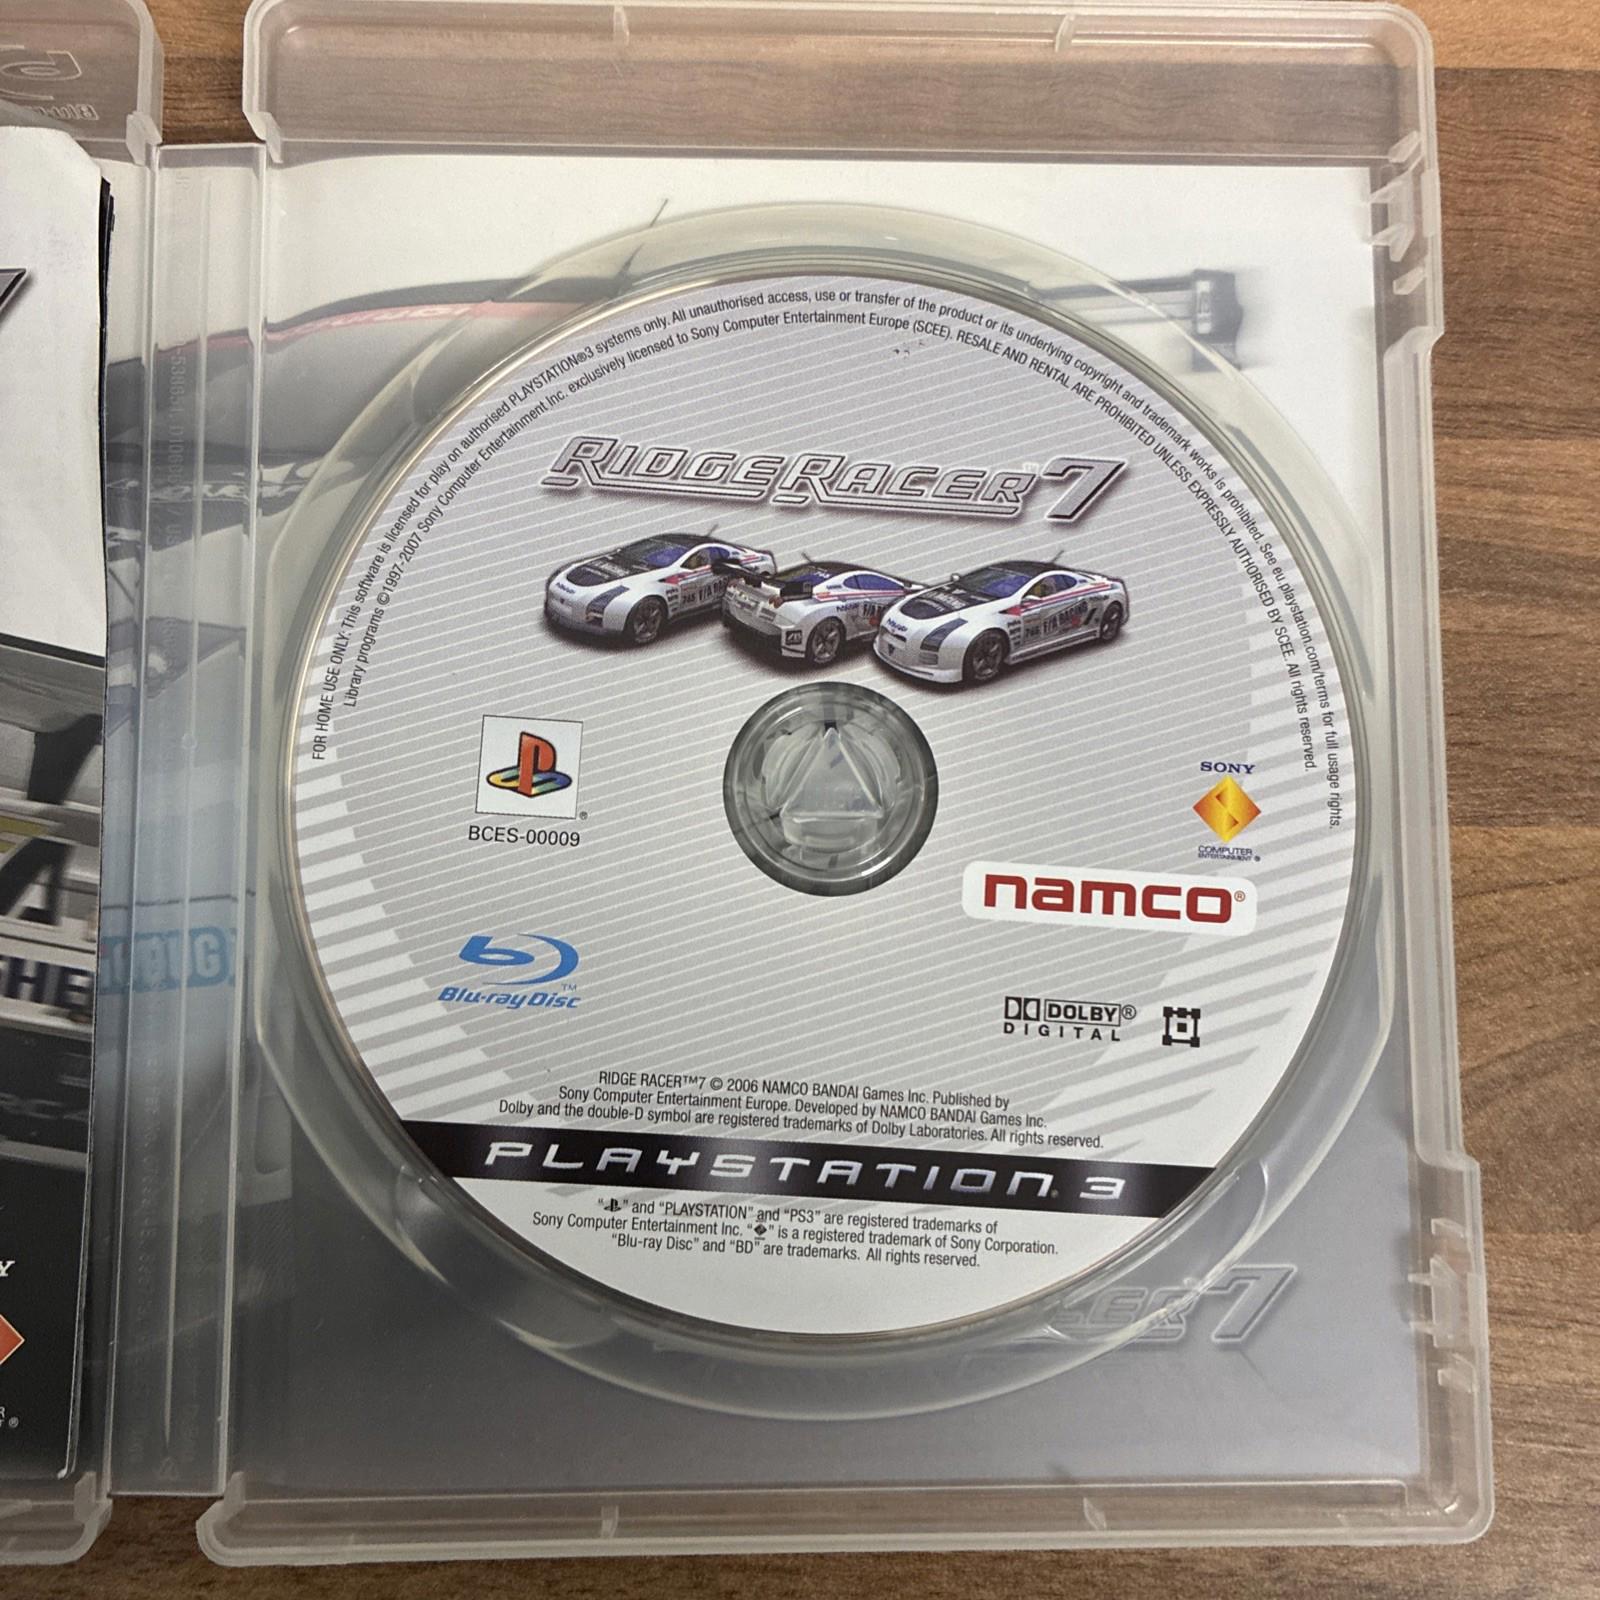 FOR HOME USE ONLY: This software is licensed for play on authorised PLAYSTATION®3 systems only. All unauthorised access, use or transfer of the product or its underlying copyright and trademark works is prohibited. See eu.playstation.com/terms for full usage rights.
Library programs ©1997-2007 Sony Computer Entertainment Inc. exclusively licensed to Sony Computer Entertainment Europe (SCEE). RESALE AND RENTAL ARE PROHIBITED UNLESS EXPRESSLY AUTHORISED BY SCEE. All rights reserved.
RIDGE RACER™ 7
®
BCES-00009
SONY
COMPUTER
ENTERTAINMENT ®
namco®
Blu-ray Disc™
DOLBY®
DIGITAL
RIDGE RACER™7 © 2006 NAMCO BANDAI Games Inc. Published by
Sony Computer Entertainment Europe. Developed by NAMCO BANDAI Games Inc.
Dolby and the double-D symbol are registered trademarks of Dolby Laboratories. All rights reserved.
PLAYSTATION® 3
" " and "PLAYSTATION" and "PS3" are registered trademarks of
Sony Computer Entertainment Inc. " " is a registered trademark of Sony Corporation.
"Blu-ray Disc" and "BD" are trademarks. All rights reserved.
CER 7